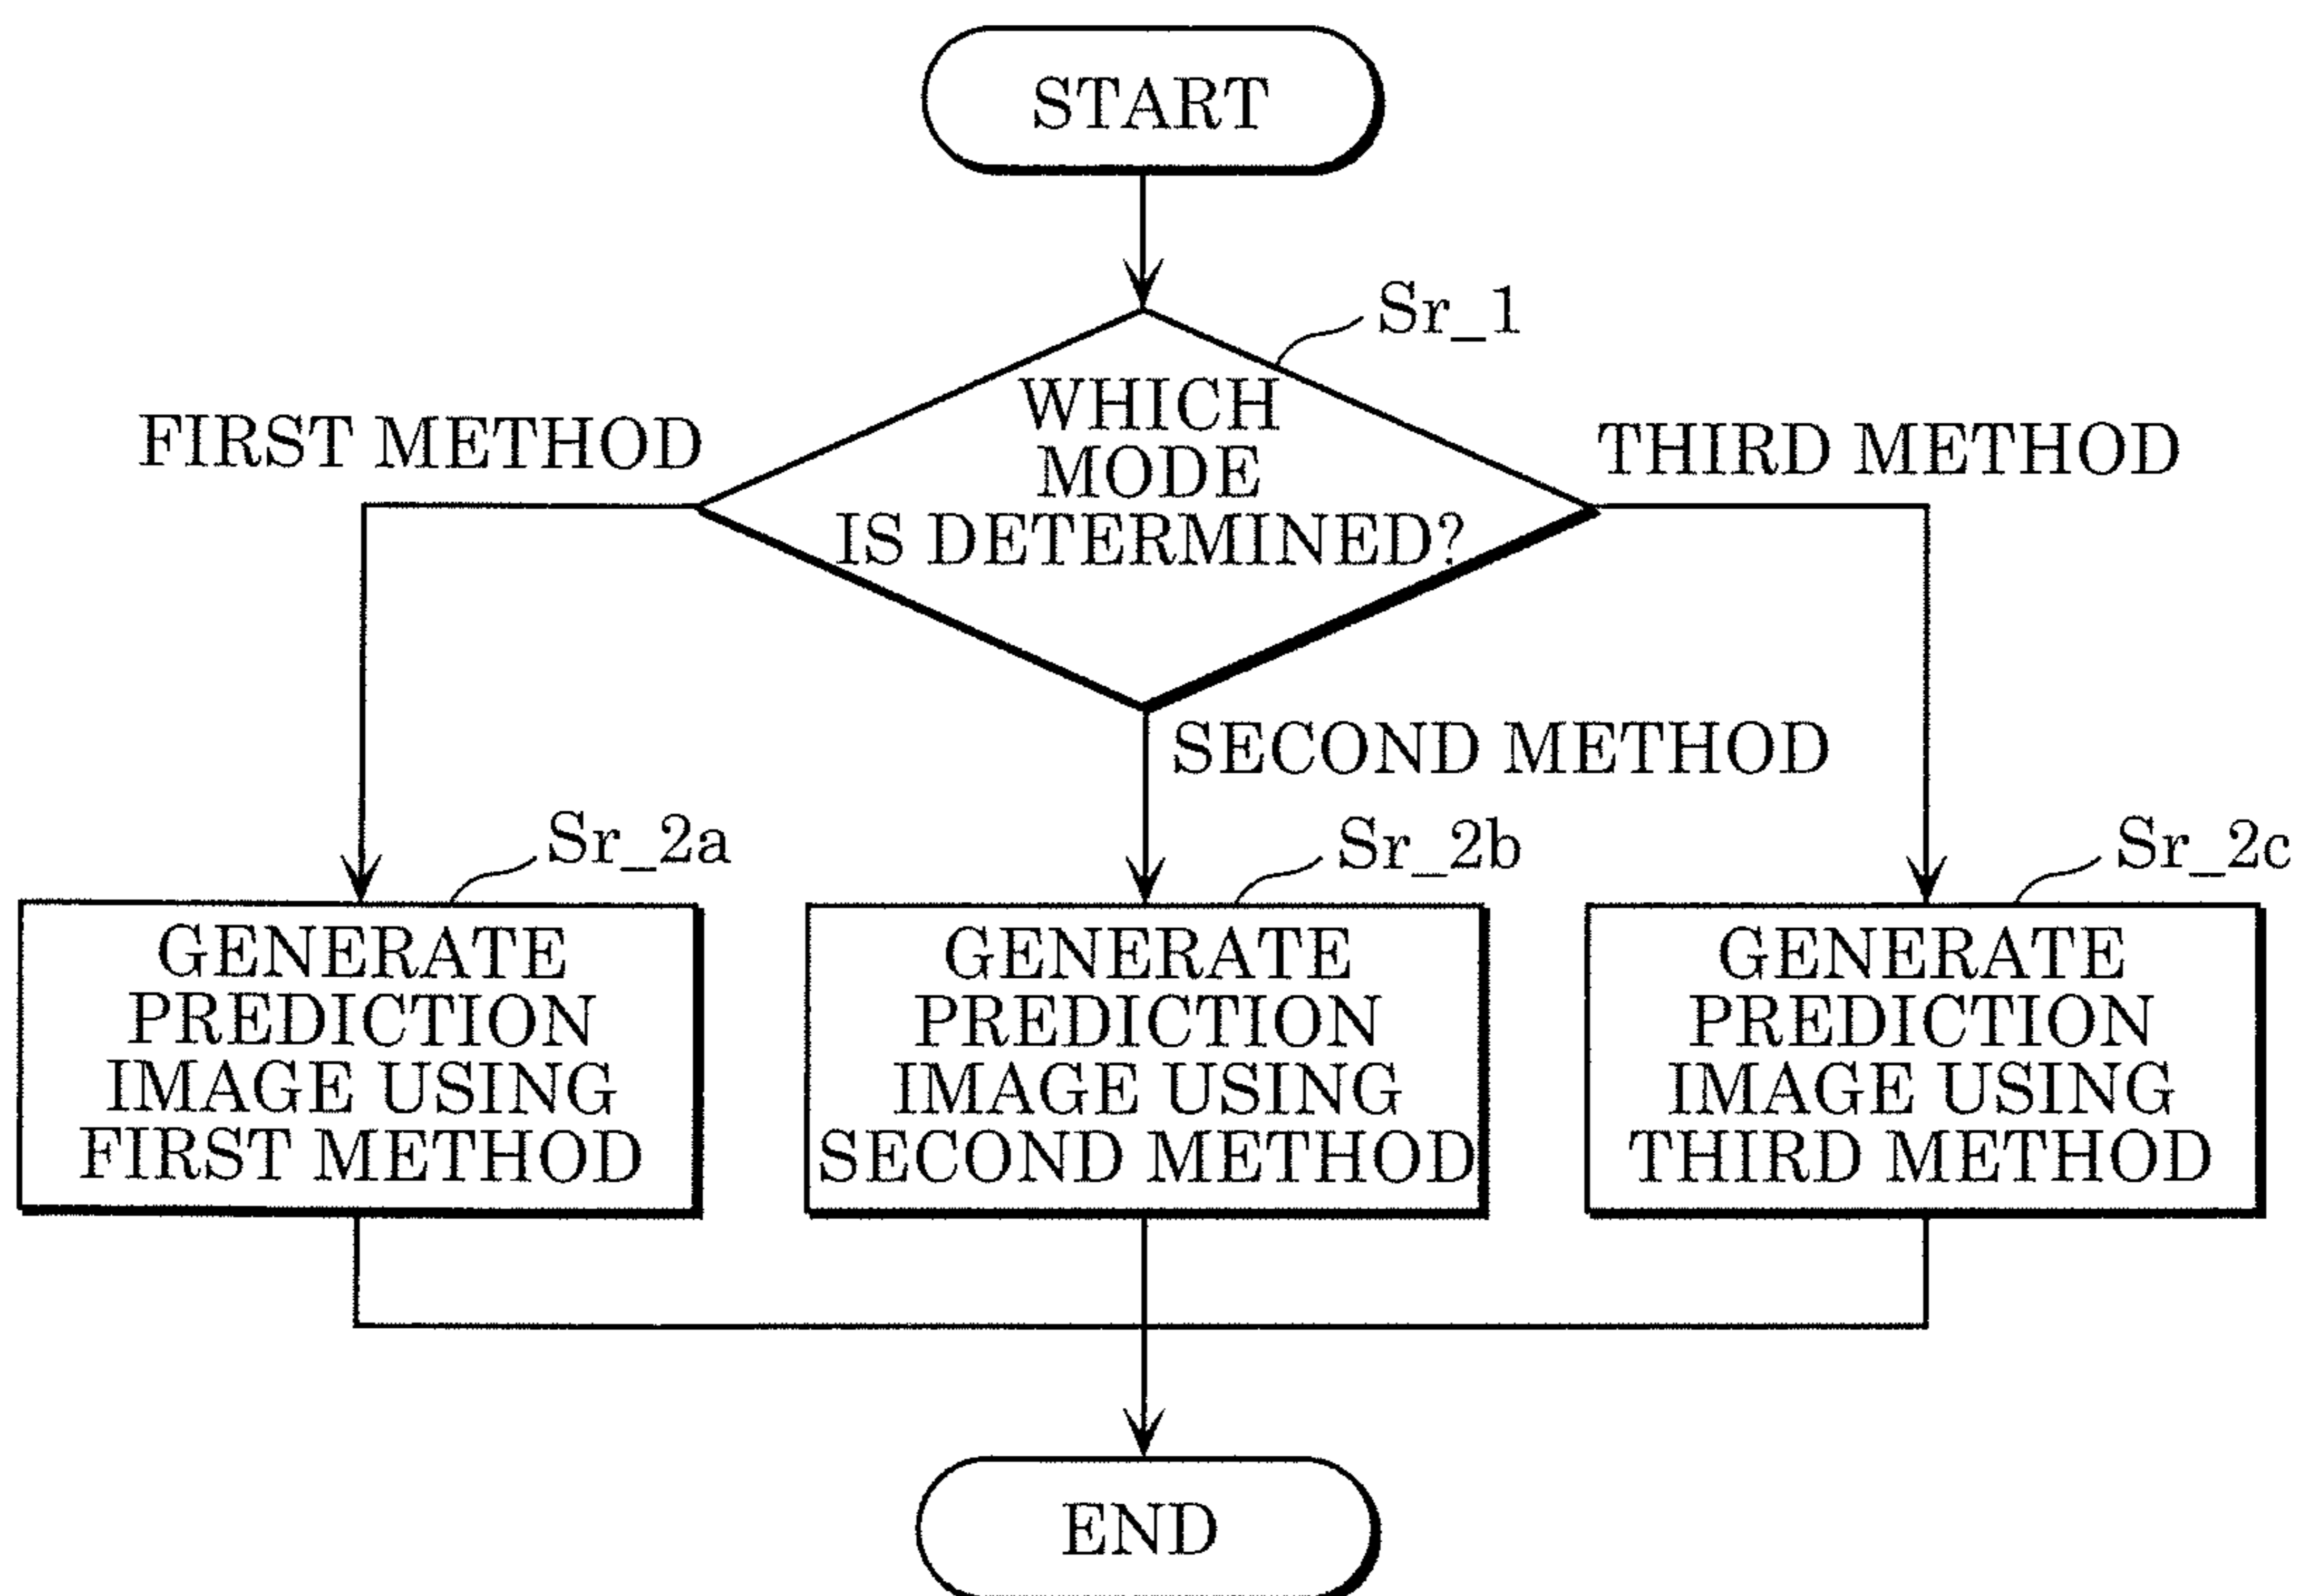 START
Sr_1
WHICH
MODE
IS DETERMINED?
FIRST METHOD
THIRD METHOD
SECOND METHOD
Sr_2a
GENERATE
PREDICTION
IMAGE USING
FIRST METHOD
Sr_2b
GENERATE
PREDICTION
IMAGE USING
SECOND METHOD
Sr_2c
GENERATE
PREDICTION
IMAGE USING
THIRD METHOD
END